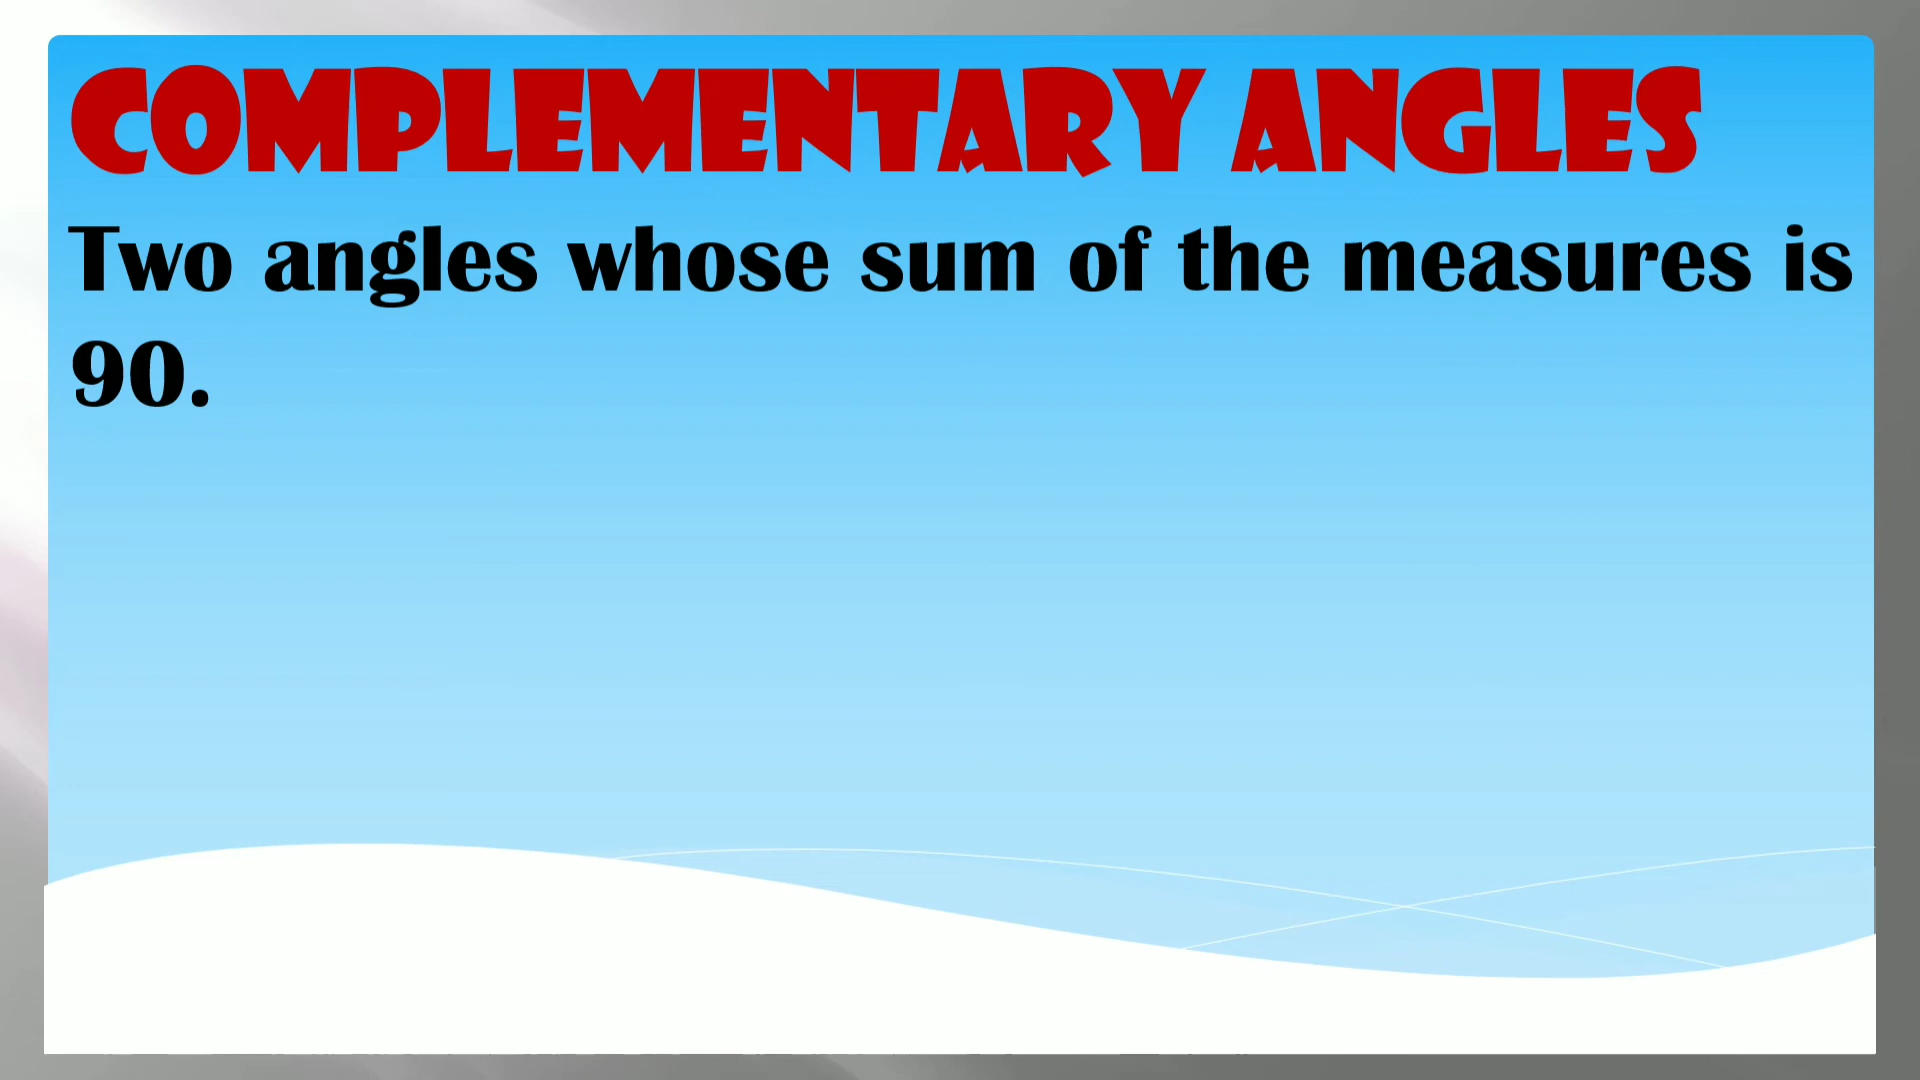 COMPLEMENTARY ANGLES
Two angles whose sum of the measures is
90.